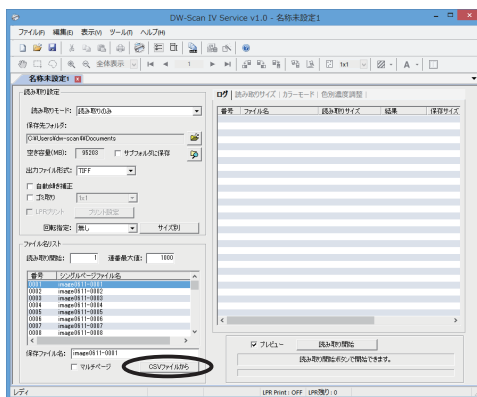 DW-Scan IV Service v1.0 - 名称未設定1
ファイル(F) 編集(E) 表示(V) ツール(T) ヘルプ(H)
全体表示 1 1x1 A
名称未設定1
読み取り設定
読み取りモード: 読み取りのみ
保存先フォルダ:
C:¥Users¥dw-scan4¥Documents
空き容量(MB): 95203 サブフォルダに保存
出力ファイル形式: TIFF
自動傾き補正
ゴミ取り 1x1
LPRプリント プリント設定
回転指定: 無し サイズ別
ファイル名リスト
読み取り開始: 1 連番最大値: 1000
番号 シングルページファイル名
0001 image0611-0001
0002 image0611-0002
0003 image0611-0003
0004 image0611-0004
0005 image0611-0005
0006 image0611-0006
0007 image0611-0007
0008 image0611-0008
保存ファイル名: image0611-0001
マルチページ CSVファイルから
ログ 読み取りサイズ カラーモード 色別濃度調整
番号 ファイル名 読み取りサイズ 結果 保存サイズ
プレビュー 読み取り開始
読み取り開始ボタンで開始できます。
レディ LPR Print : OFF LPR残り : 0